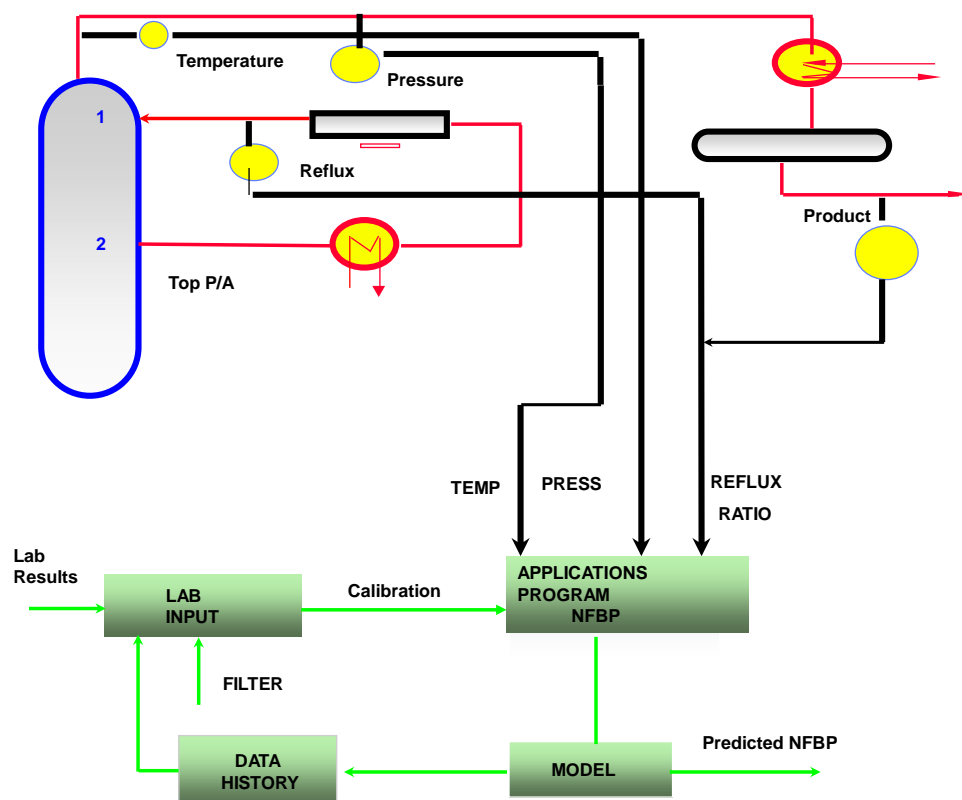 Temperature
Pressure
1
Reflux
Product
2
Top P/A
TEMP
PRESS
REFLUX
RATIO
Lab
Results
LAB
INPUT
Calibration
APPLICATIONS
PROGRAM
NFBP
FILTER
DATA
HISTORY
MODEL
Predicted NFBP